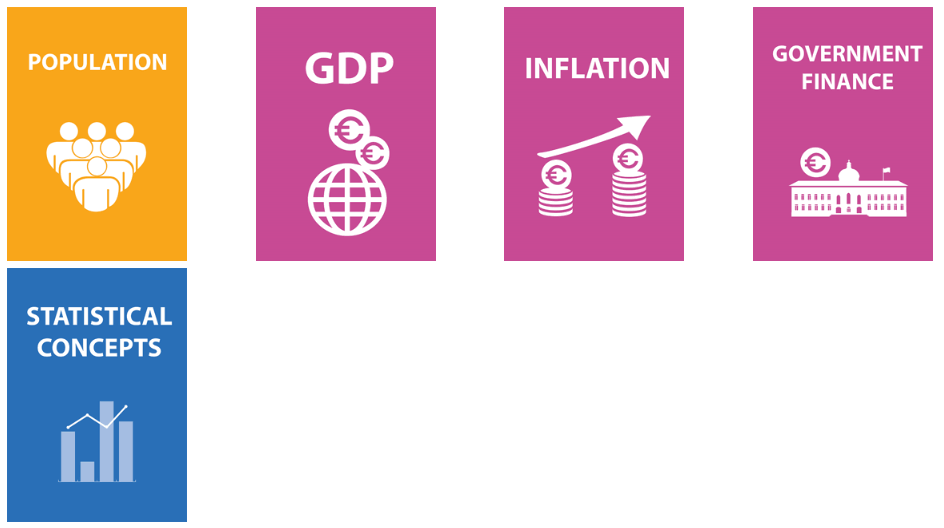 POPULATION
GDP
INFLATION
GOVERNMENT
FINANCE
STATISTICAL
CONCEPTS